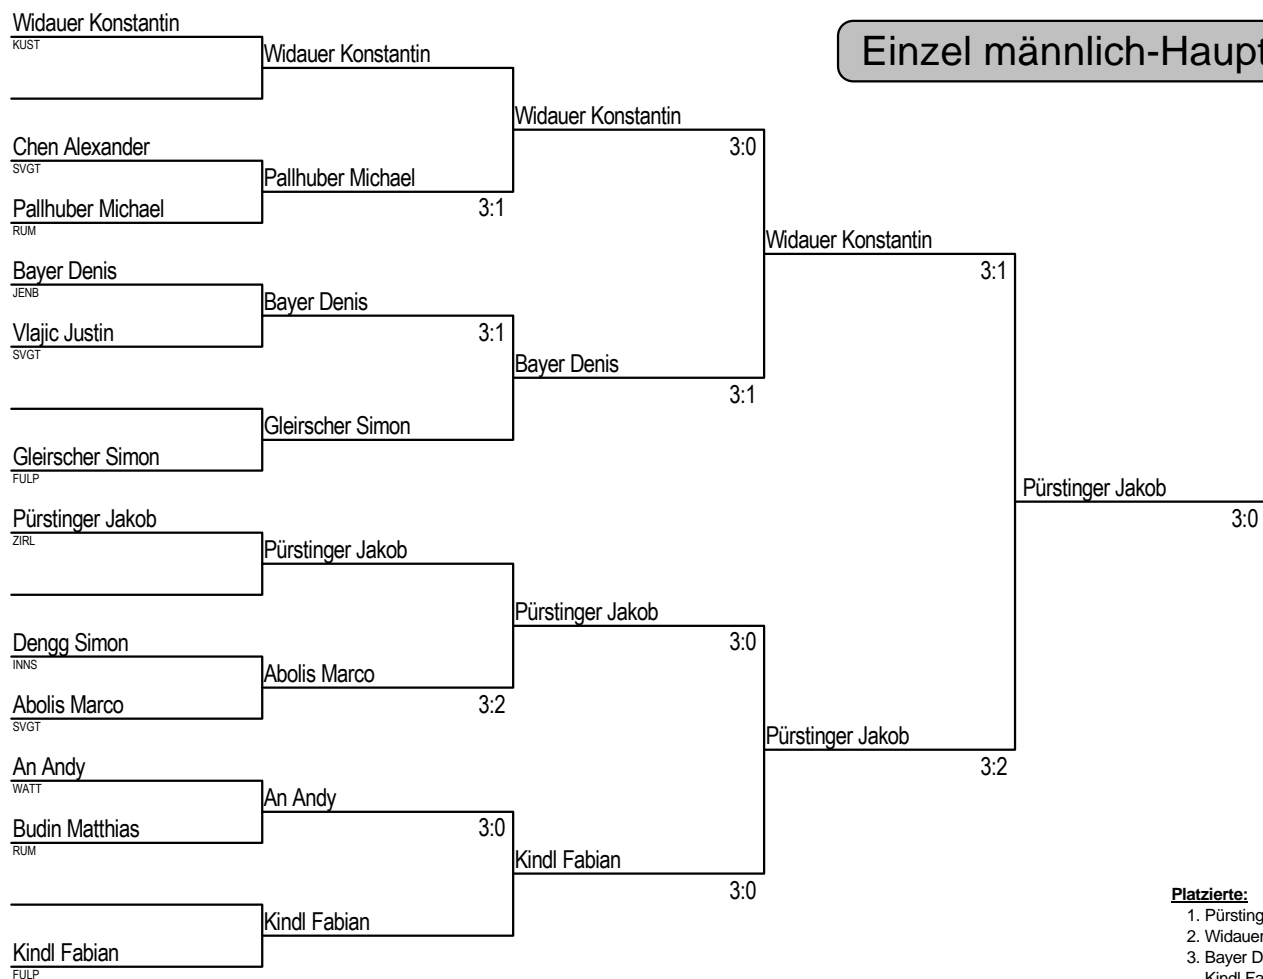 Einzel männlich-Haupt
Widauer Konstantin
KUST
Chen Alexander
SVGT
Pallhuber Michael
RUM
Bayer Denis
JENB
Vlajic Justin
SVGT
Gleirscher Simon
FULP
Pürstinger Jakob
ZIRL
Dengg Simon
INNS
Abolis Marco
SVGT
An Andy
WATT
Budin Matthias
RUM
Kindl Fabian
FULP
Widauer Konstantin
Pallhuber Michael
3:1
Bayer Denis
3:1
Gleirscher Simon
Pürstinger Jakob
Abolis Marco
3:2
An Andy
3:0
Kindl Fabian
Widauer Konstantin
3:0
Bayer Denis
3:1
Pürstinger Jakob
3:0
Kindl Fabian
3:0
Widauer Konstantin
3:1
Pürstinger Jakob
3:2
Pürstinger Jakob
3:0
Platzierte:
1. Pürsting
2. Widauer
3. Bayer D
Kindl Fa